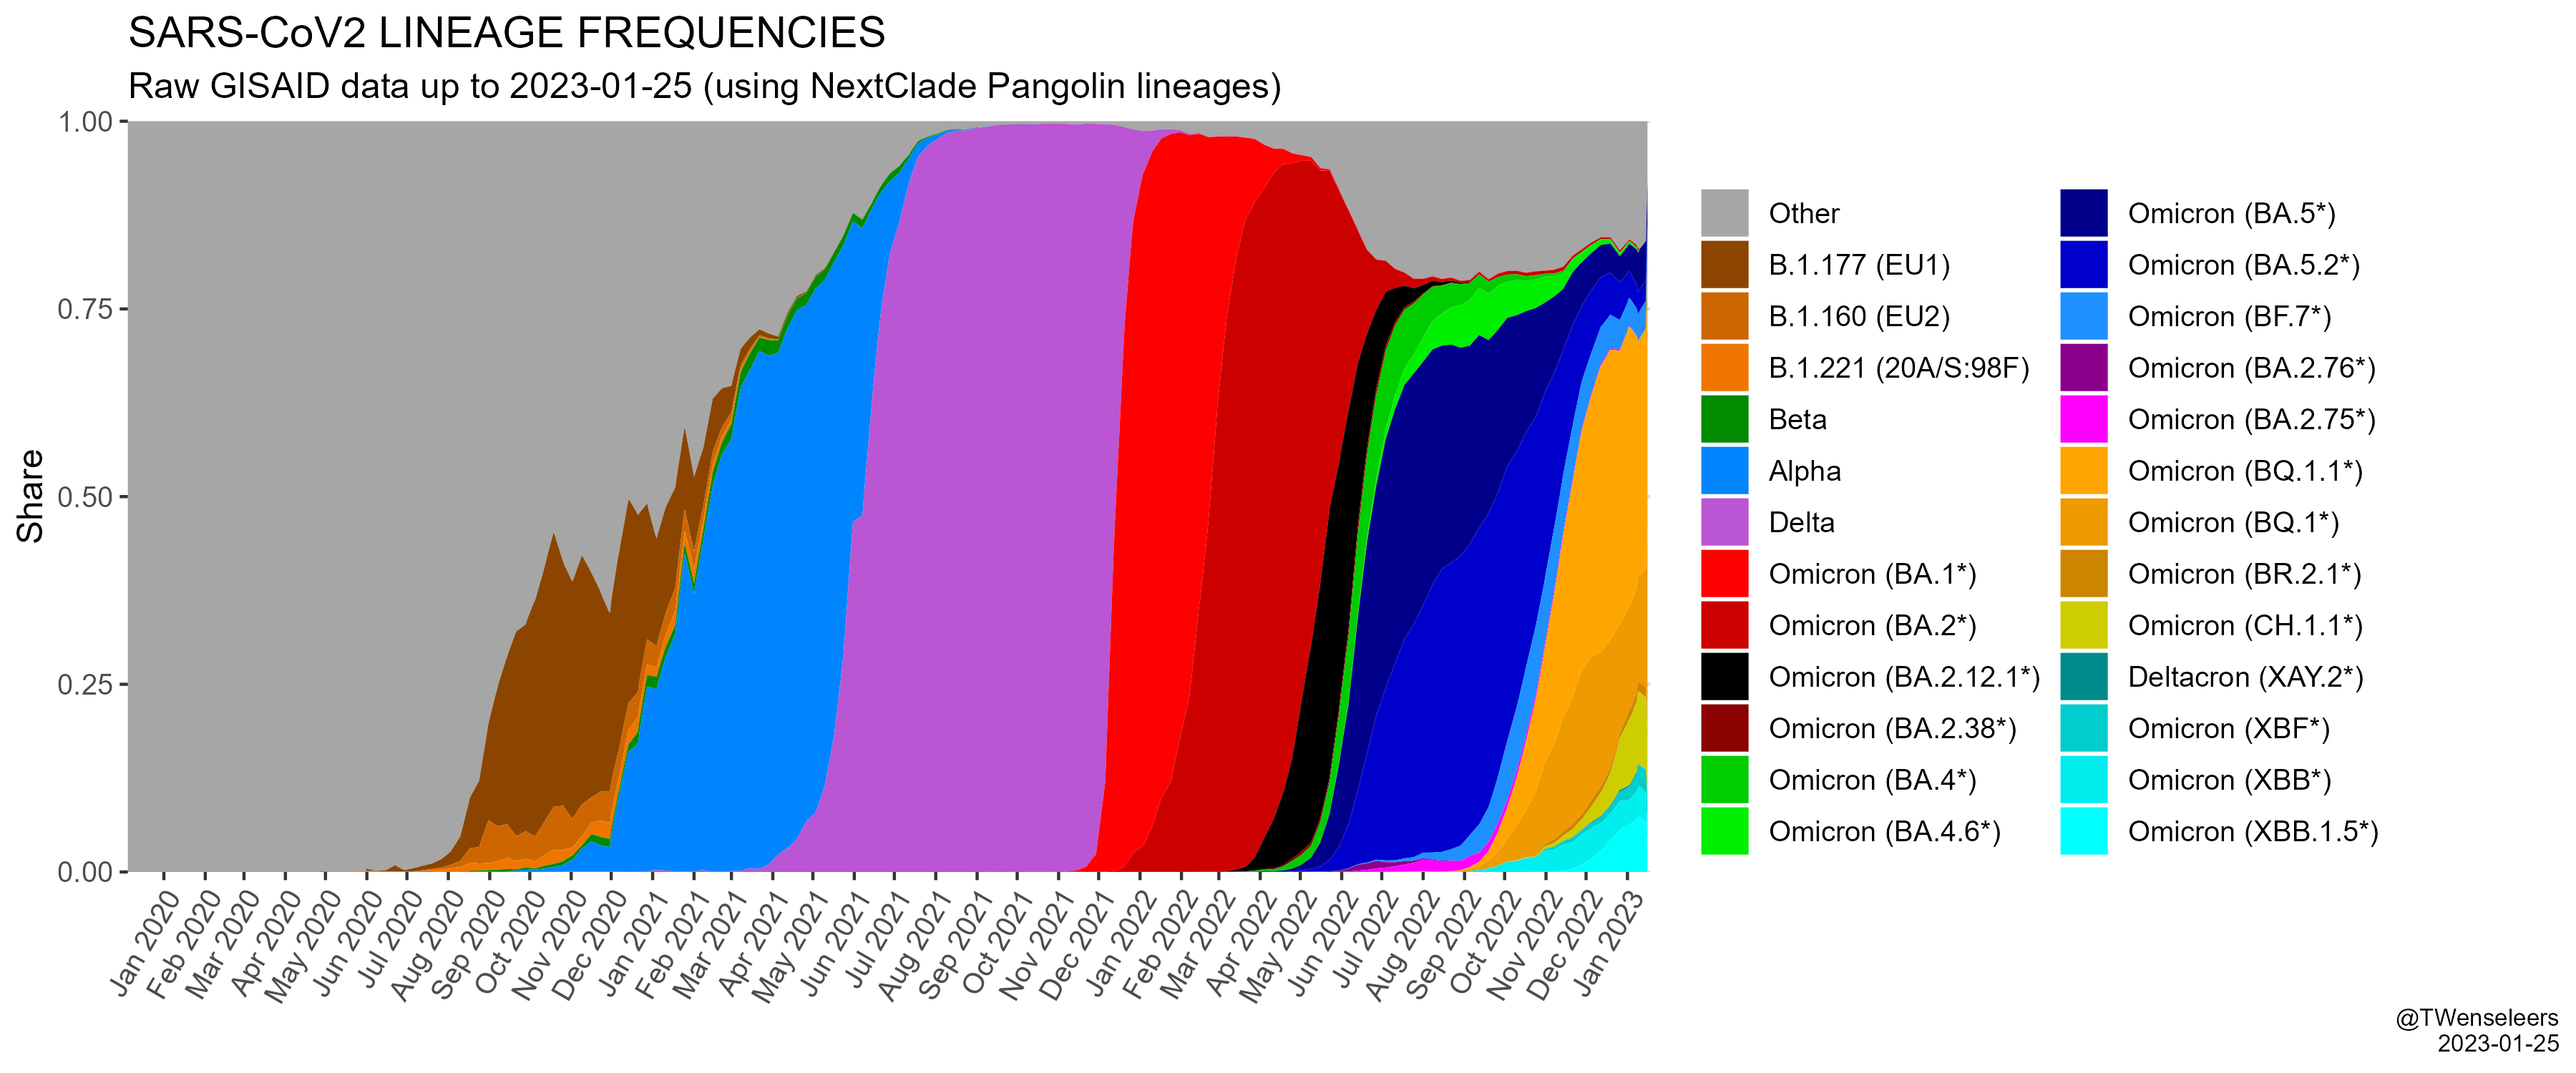 SARS-CoV2 LINEAGE FREQUENCIES
Raw GISAID data up to 2023-01-25 (using NextClade Pangolin lineages)
Share
1.00
0.75
0.50
0.25
0.00
Jan 2020
Feb 2020
Mar 2020
Apr 2020
May 2020
Jun 2020
Jul 2020
Aug 2020
Sep 2020
Oct 2020
Nov 2020
Dec 2020
Jan 2021
Feb 2021
Mar 2021
Apr 2021
May 2021
Jun 2021
Jul 2021
Aug 2021
Sep 2021
Oct 2021
Nov 2021
Dec 2021
Jan 2022
Feb 2022
Mar 2022
Apr 2022
May 2022
Jun 2022
Jul 2022
Aug 2022
Sep 2022
Oct 2022
Nov 2022
Dec 2022
Jan 2023
Other
B.1.177 (EU1)
B.1.160 (EU2)
B.1.221 (20A/S:98F)
Beta
Alpha
Delta
Omicron (BA.1*)
Omicron (BA.2*)
Omicron (BA.2.12.1*)
Omicron (BA.2.38*)
Omicron (BA.4*)
Omicron (BA.4.6*)
Omicron (BA.5*)
Omicron (BA.5.2*)
Omicron (BF.7*)
Omicron (BA.2.76*)
Omicron (BA.2.75*)
Omicron (BQ.1.1*)
Omicron (BQ.1*)
Omicron (BR.2.1*)
Omicron (CH.1.1*)
Deltacron (XAY.2*)
Omicron (XBF*)
Omicron (XBB*)
Omicron (XBB.1.5*)
@TWenseleers
2023-01-25